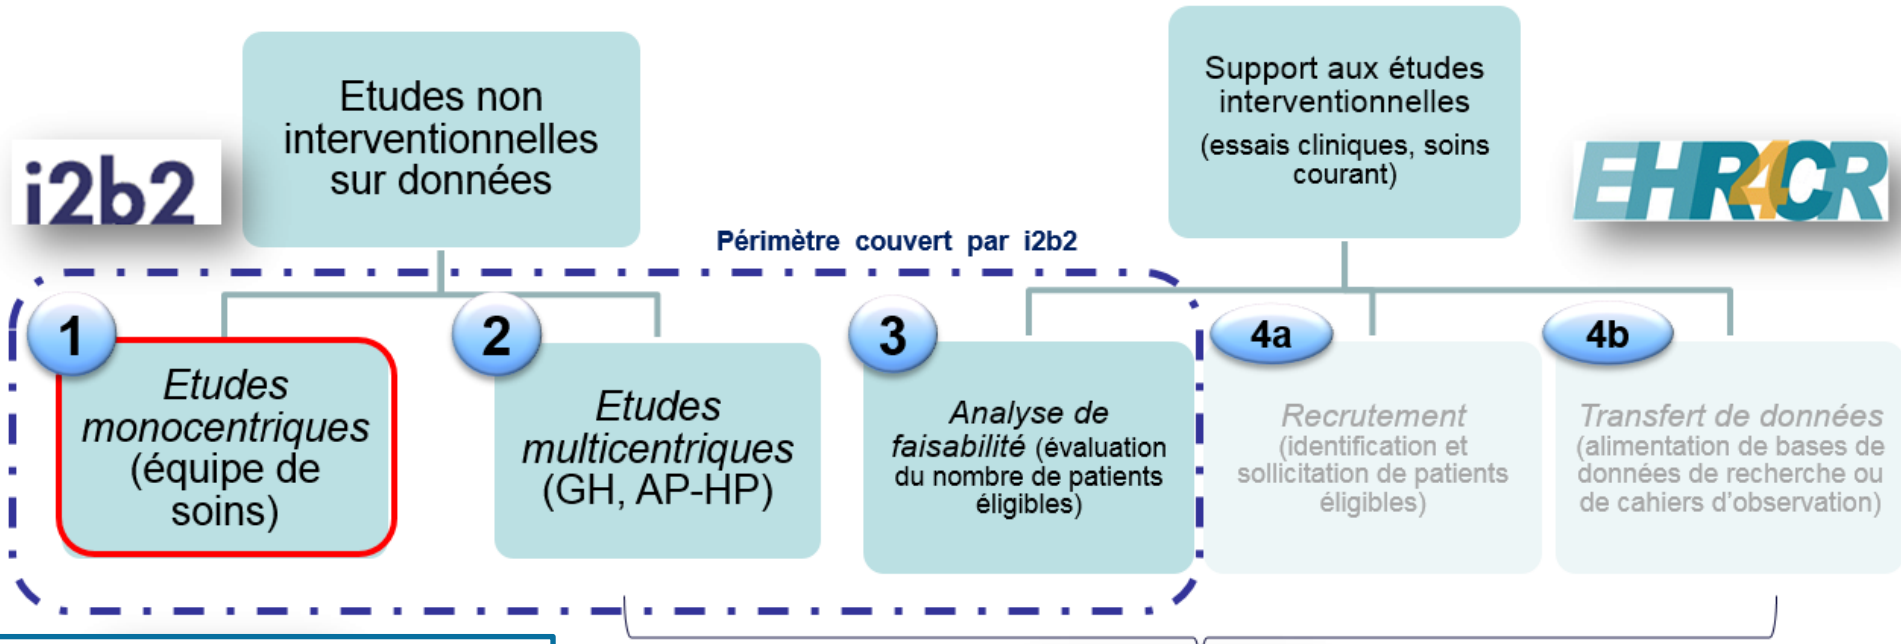 Etudes non
interventionnelles
sur données
Support aux études
interventionnelles
(essais cliniques, soins
courant)
i2b2
EHR4CR
Périmètre couvert par i2b2
1
Etudes
monocentriques
(équipe de
soins)
2
Etudes
multicentriques
(GH, AP-HP)
3
Analyse de
faisabilité (évaluation
du nombre de patients
éligibles)
4a
Recrutement
(identification et
sollicitation de patients
éligibles)
4b
Transfert de données
(alimentation de bases de
données de recherche ou
de cahiers d'observation)